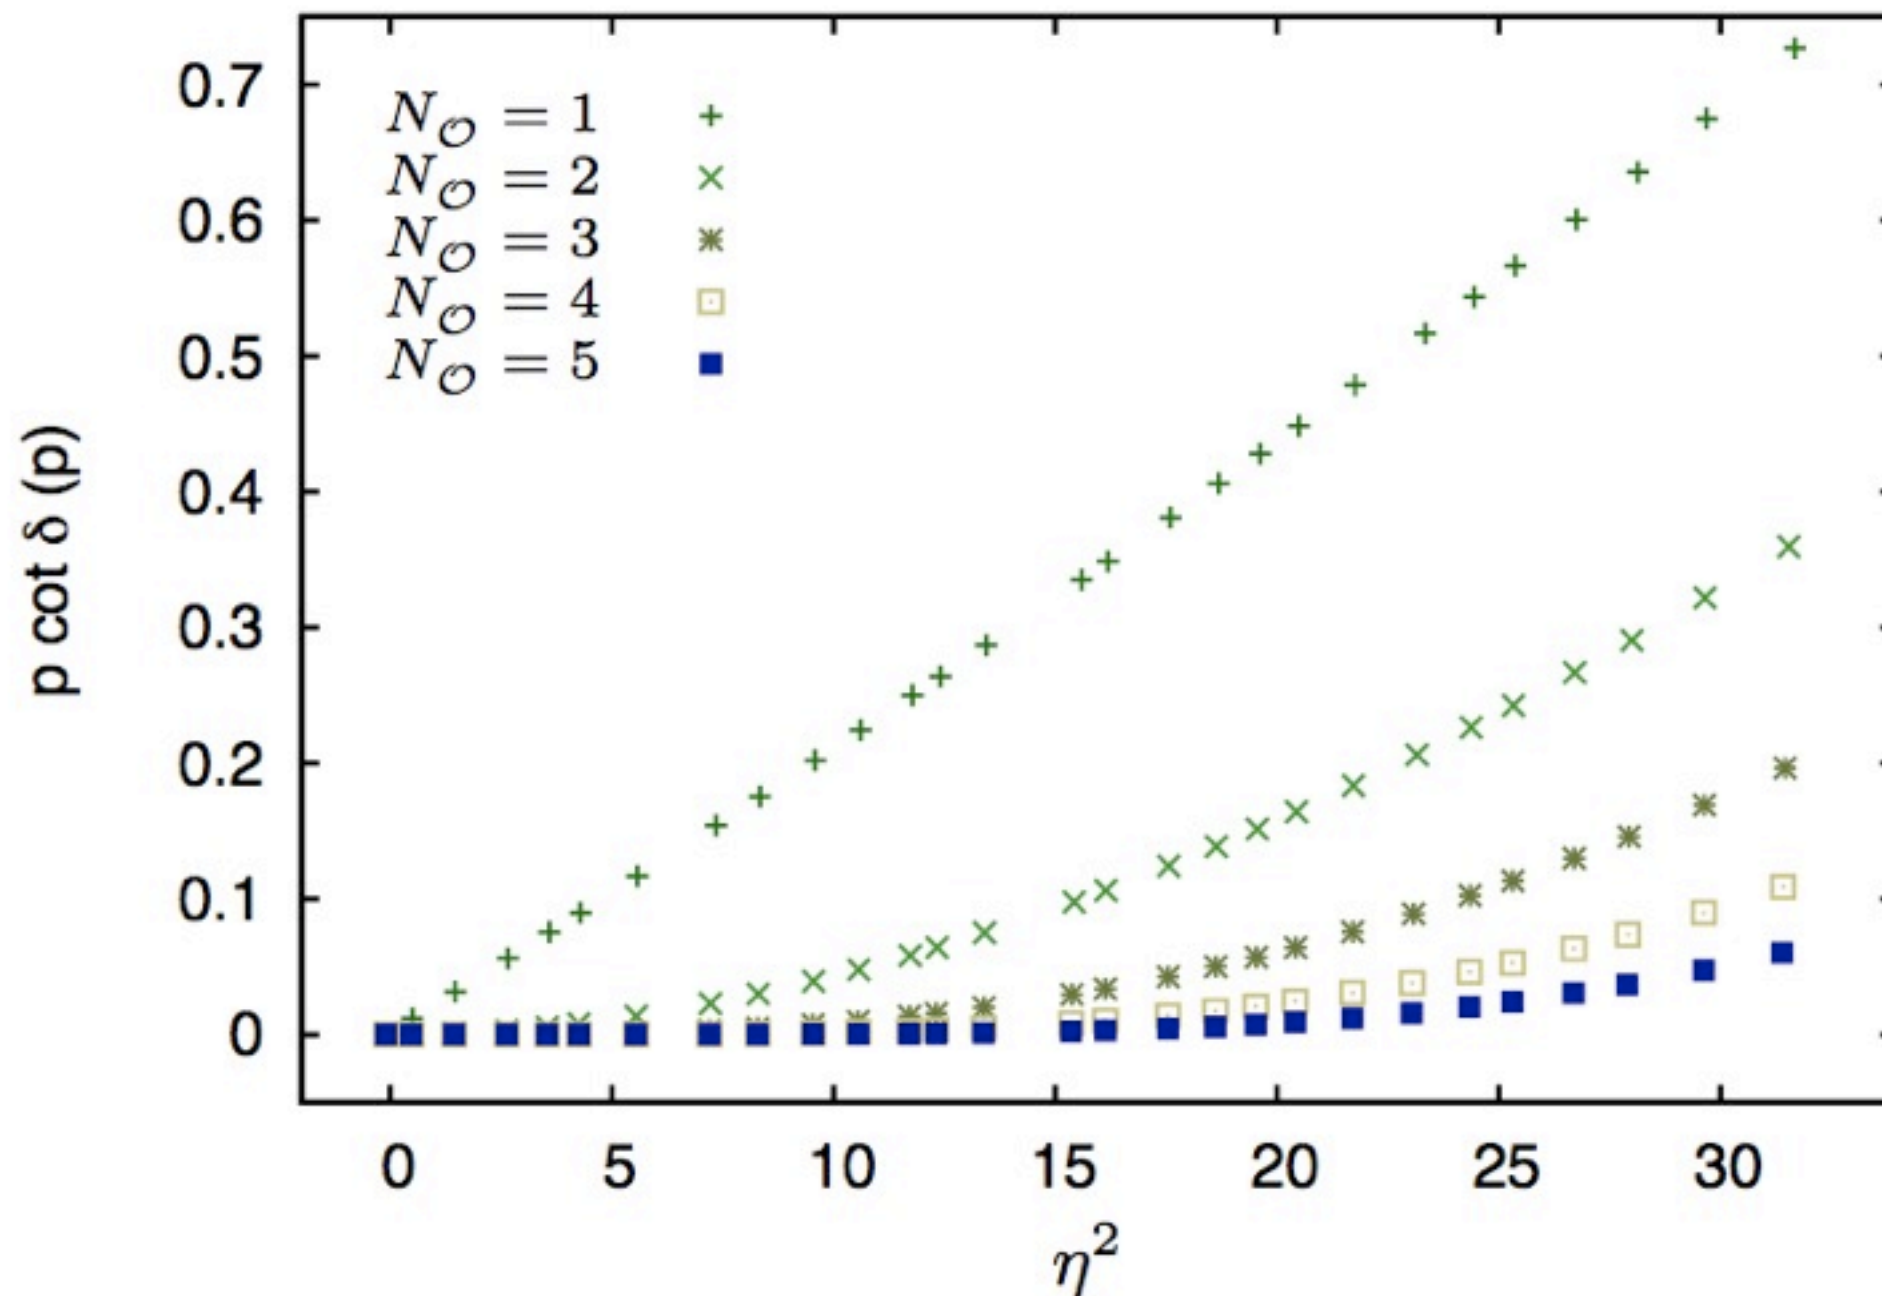 0.7
0.6
0.5
0.4
0.3
0.2
0.1
0
p cot δ (p)
N𝒪 = 1
N𝒪 = 2
N𝒪 = 3
N𝒪 = 4
N𝒪 = 5
0 5 10 15 20 25 30
η²